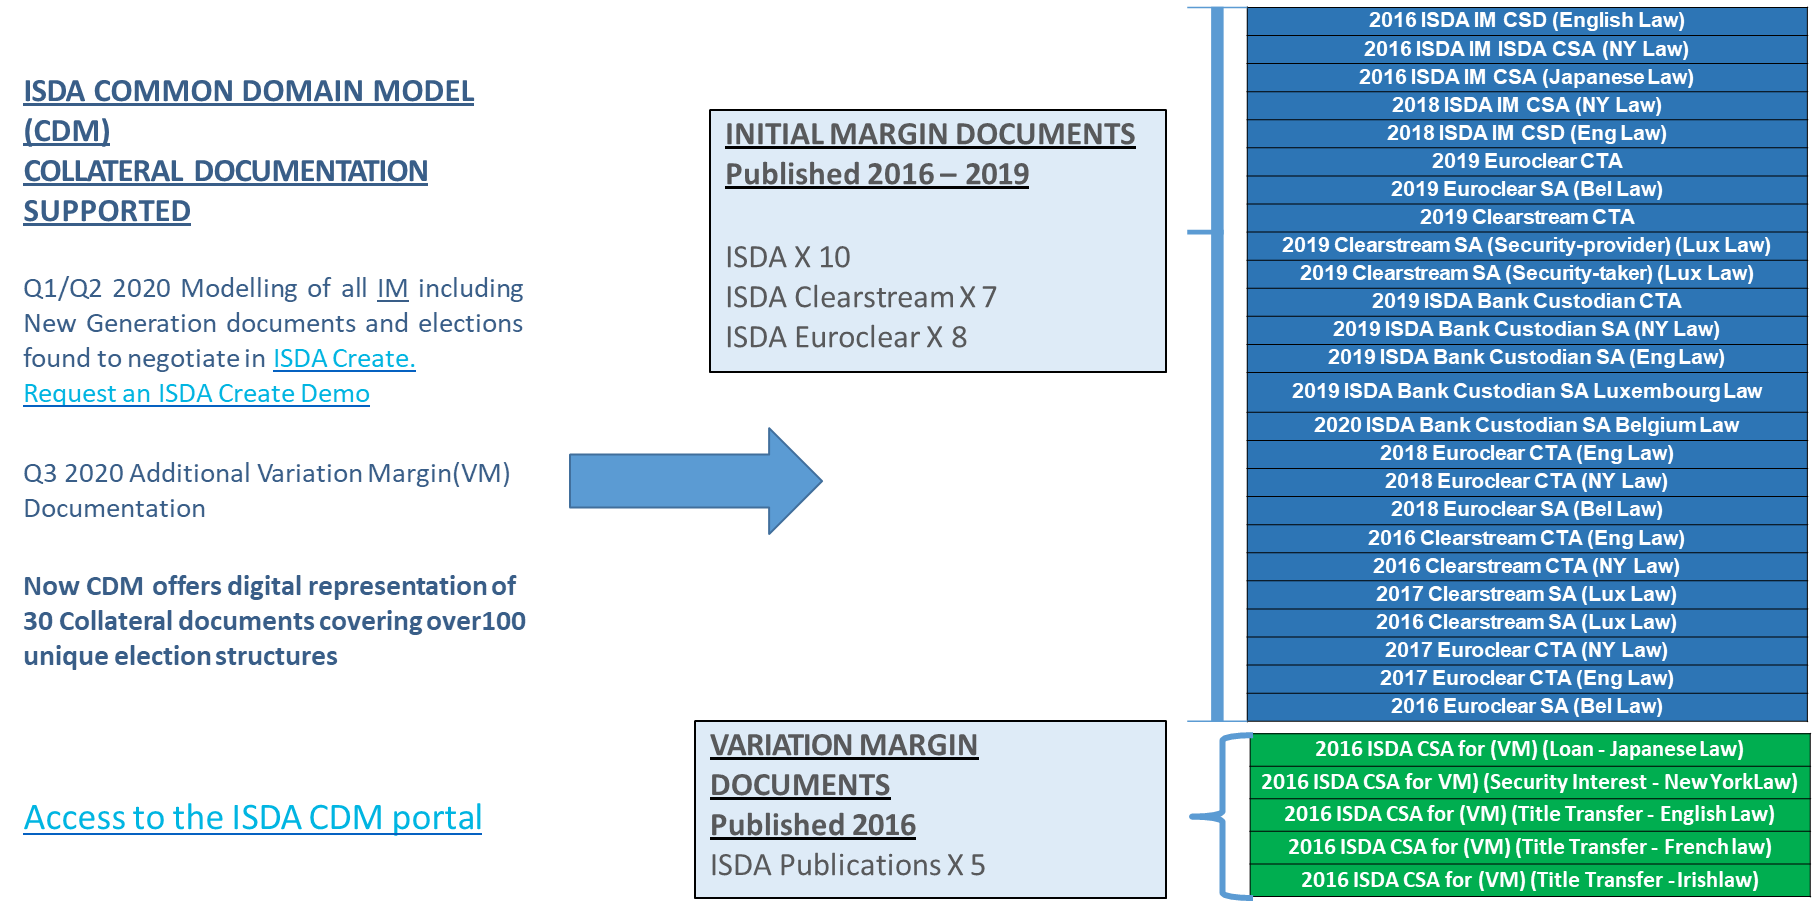 ISDA COMMON DOMAIN MODEL
(CDM)
COLLATERAL DOCUMENTATION
SUPPORTED
Q1/Q2 2020 Modelling of all IM including
New Generation documents and elections
found to negotiate in ISDA Create.
Request an ISDA Create Demo
Q3 2020 Additional Variation Margin(VM)
Documentation
Now CDM offers digital representation of
30 Collateral documents covering over100
unique election structures
Access to the ISDA CDM portal
INITIAL MARGIN DOCUMENTS
Published 2016 – 2019
ISDA X 10
ISDA Clearstream X 7
ISDA Euroclear X 8
VARIATION MARGIN
DOCUMENTS
Published 2016
ISDA Publications X 5
2016 ISDA IM CSD (English Law)
2016 ISDA IM ISDA CSA (NY Law)
2016 ISDA IM CSA (Japanese Law)
2018 ISDA IM CSA (NY Law)
2018 ISDA IM CSD (Eng Law)
2019 Euroclear CTA
2019 Euroclear SA (Bel Law)
2019 Clearstream CTA
2019 Clearstream SA (Security-provider) (Lux Law)
2019 Clearstream SA (Security-taker) (Lux Law)
2019 ISDA Bank Custodian CTA
2019 ISDA Bank Custodian SA (NY Law)
2019 ISDA Bank Custodian SA (Eng Law)
2019 ISDA Bank Custodian SA Luxembourg Law
2020 ISDA Bank Custodian SA Belgium Law
2018 Euroclear CTA (Eng Law)
2018 Euroclear CTA (NY Law)
2018 Euroclear SA (Bel Law)
2016 Clearstream CTA (Eng Law)
2016 Clearstream CTA (NY Law)
2017 Clearstream SA (Lux Law)
2016 Clearstream SA (Lux Law)
2017 Euroclear CTA (NY Law)
2017 Euroclear CTA (Eng Law)
2016 Euroclear SA (Bel Law)
2016 ISDA CSA for (VM) (Loan - Japanese Law)
2016 ISDA CSA for VM) (Security Interest - New YorkLaw)
2016 ISDA CSA for (VM) (Title Transfer - English Law)
2016 ISDA CSA for (VM) (Title Transfer - French law)
2016 ISDA CSA for (VM) (Title Transfer -Irishlaw)